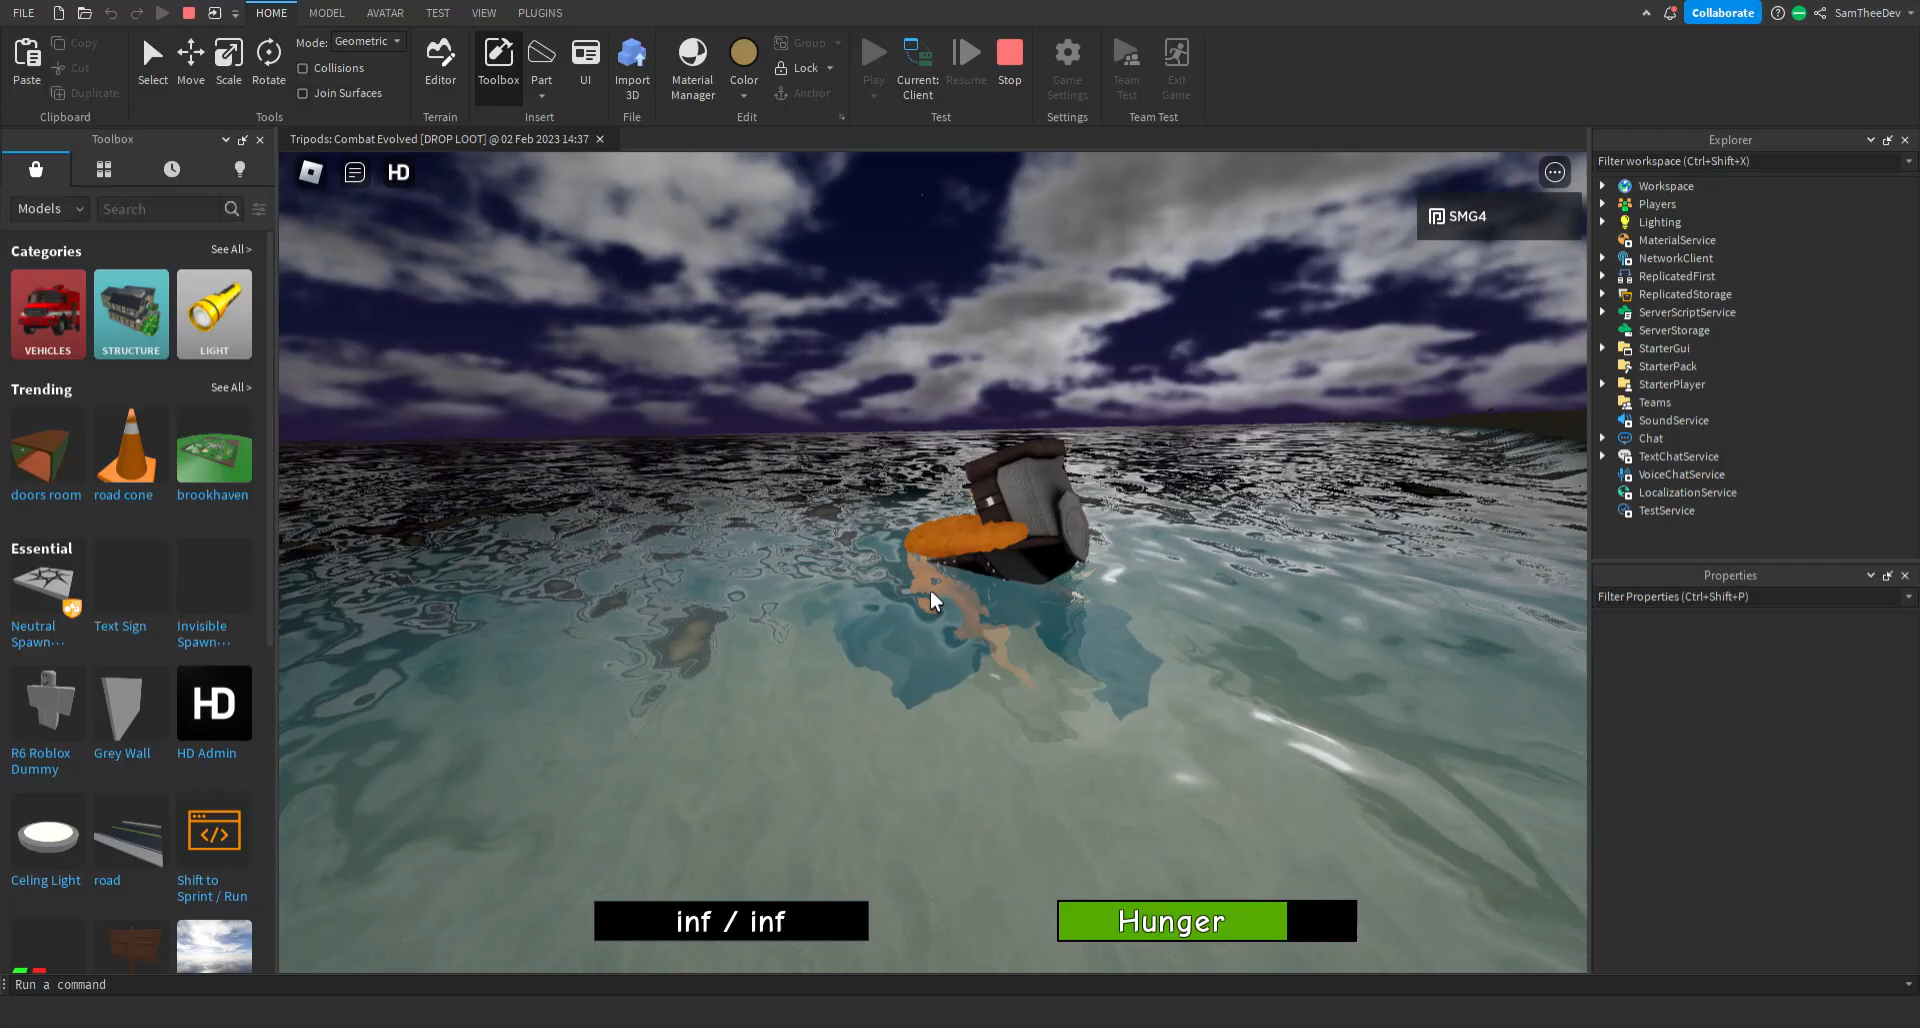 FILE
HOME
MODEL
AVATAR
TEST
VIEW
PLUGINS
Collaborate
SamTheeDev
Paste
Copy
Cut
Duplicate
Clipboard
Select
Move
Scale
Rotate
Mode: Geometric
Collisions
Join Surfaces
Tools
Editor
Terrain
Toolbox
Part
UI
Insert
Import
3D
File
Material
Manager
Color
Group
Lock
Anchor
Edit
Play
Current:
Client
Resume
Stop
Test
Game
Settings
Settings
Team
Test
Exit
Game
Team Test
Toolbox
Tripods: Combat Evolved [DROP LOOT] @ 02 Feb 2023 14:37
Models
Search
Categories
See All >
VEHICLES
STRUCTURE
LIGHT
Trending
See All >
doors room
road cone
brookhaven
Essential
Neutral
Spawn···
Text Sign
Invisible
Spawn···
HD
R6 Roblox
Dummy
Grey Wall
HD Admin
Celing Light
road
Shift to
Sprint / Run
HD
SMG4
inf / inf
Hunger
Explorer
Filter workspace (Ctrl+Shift+X)
Workspace
Players
Lighting
MaterialService
NetworkClient
ReplicatedFirst
ReplicatedStorage
ServerScriptService
ServerStorage
StarterGui
StarterPack
StarterPlayer
Teams
SoundService
Chat
TextChatService
VoiceChatService
LocalizationService
TestService
Properties
Filter Properties (Ctrl+Shift+P)
Run a command